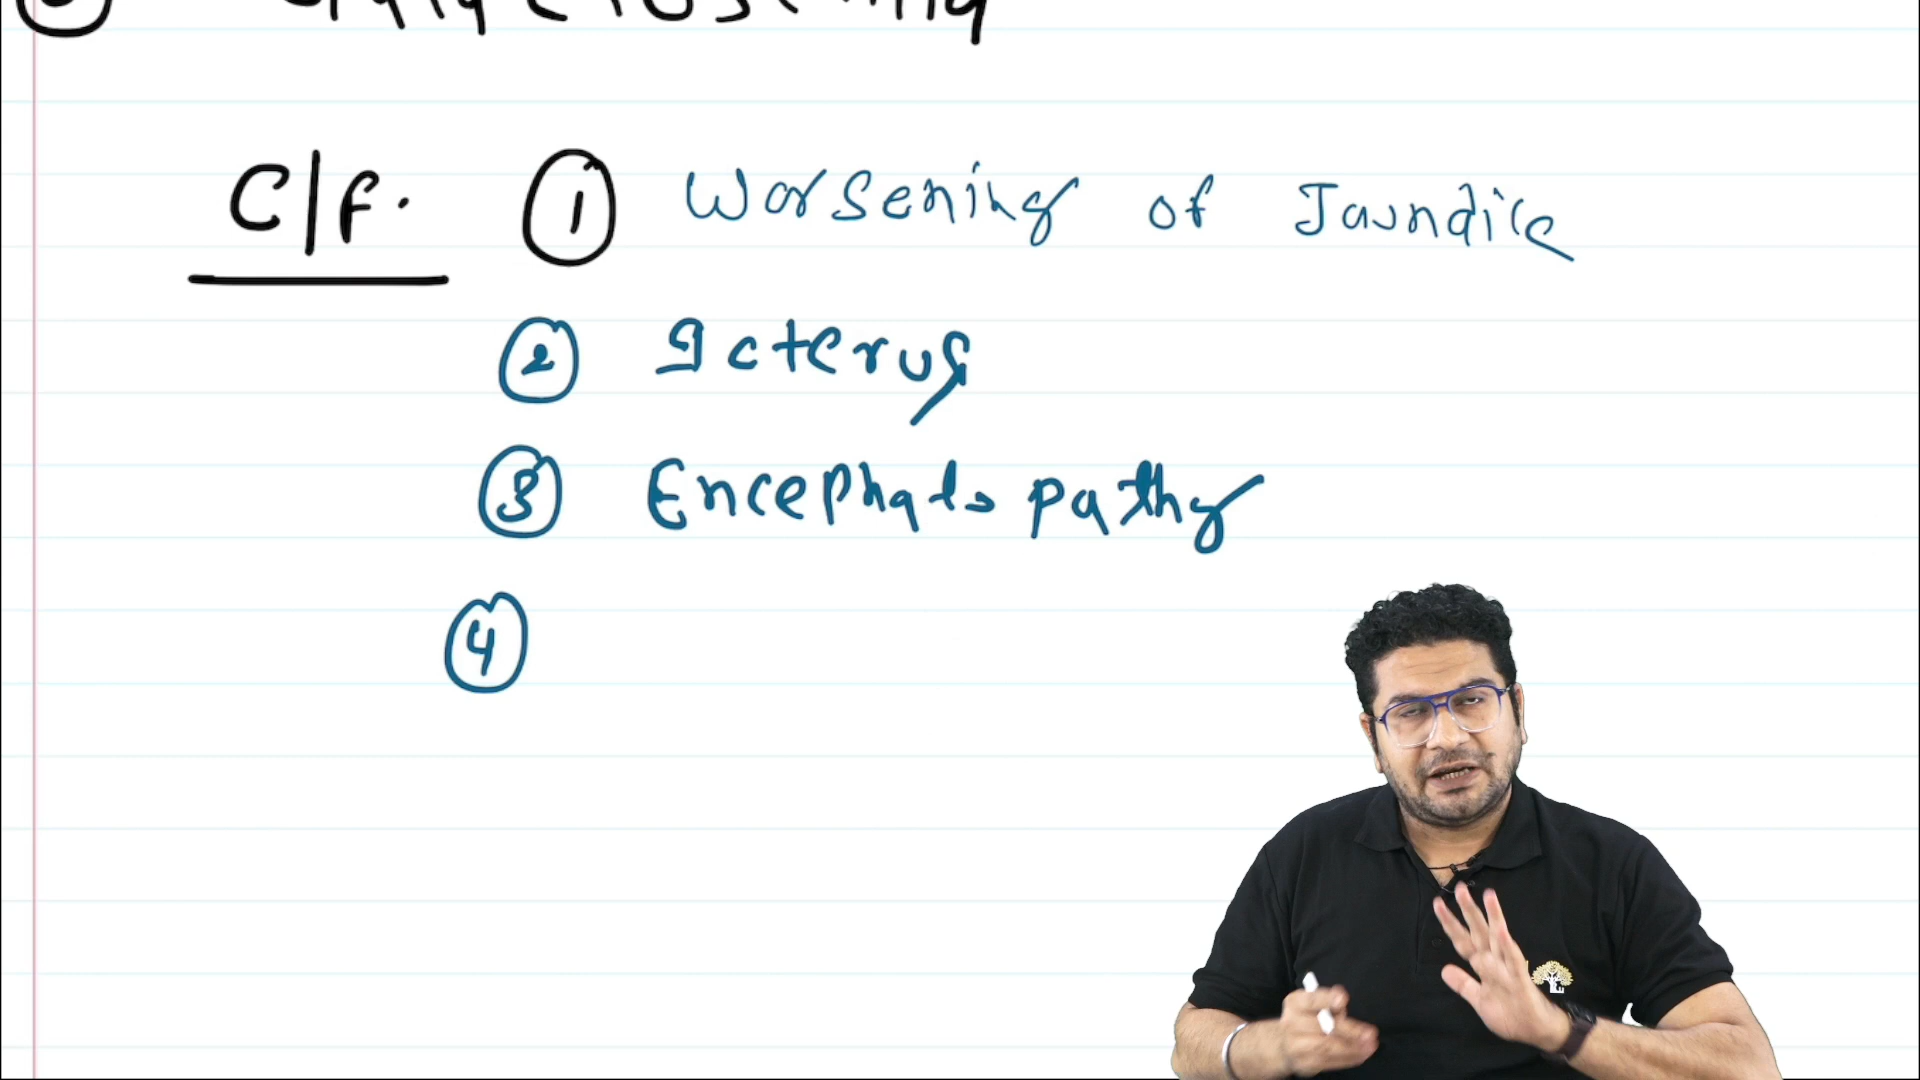 C/F. ① Worsening of Jaundice
② Icterus
③ Encephalopathy
④